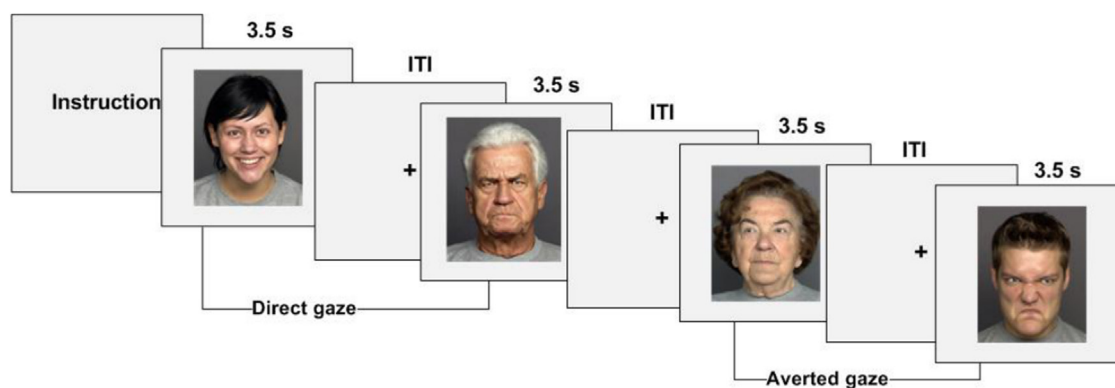 Instruction
3.5 s
ITI
+
3.5 s
ITI
+
3.5 s
ITI
+
3.5 s
Direct gaze
Averted gaze